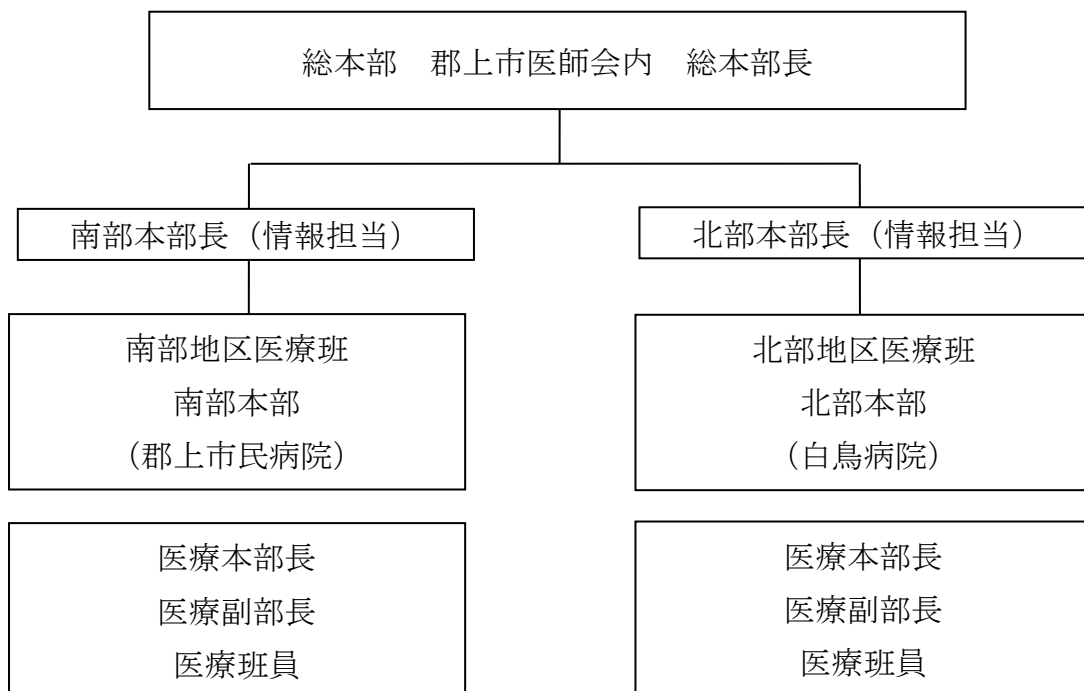 総本部　郡上市医師会内　総本部長
南部本部長（情報担当）
北部本部長（情報担当）
南部地区医療班
南部本部
（郡上市民病院）
北部地区医療班
北部本部
（白鳥病院）
医療本部長
医療副部長
医療班員
医療本部長
医療副部長
医療班員